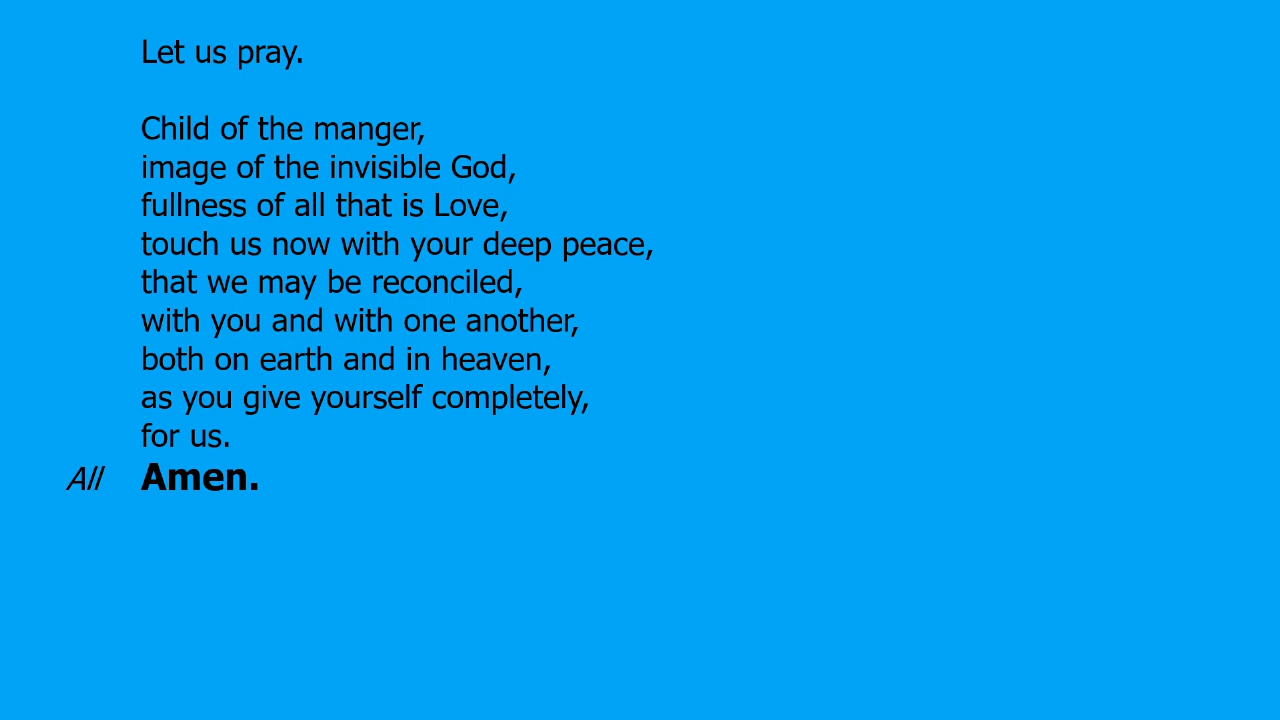 Let us pray.
Child of the manger,
image of the invisible God,
fullness of all that is Love,
touch us now with your deep peace,
that we may be reconciled,
with you and with one another,
both on earth and in heaven,
as you give yourself completely,
for us.
All Amen.